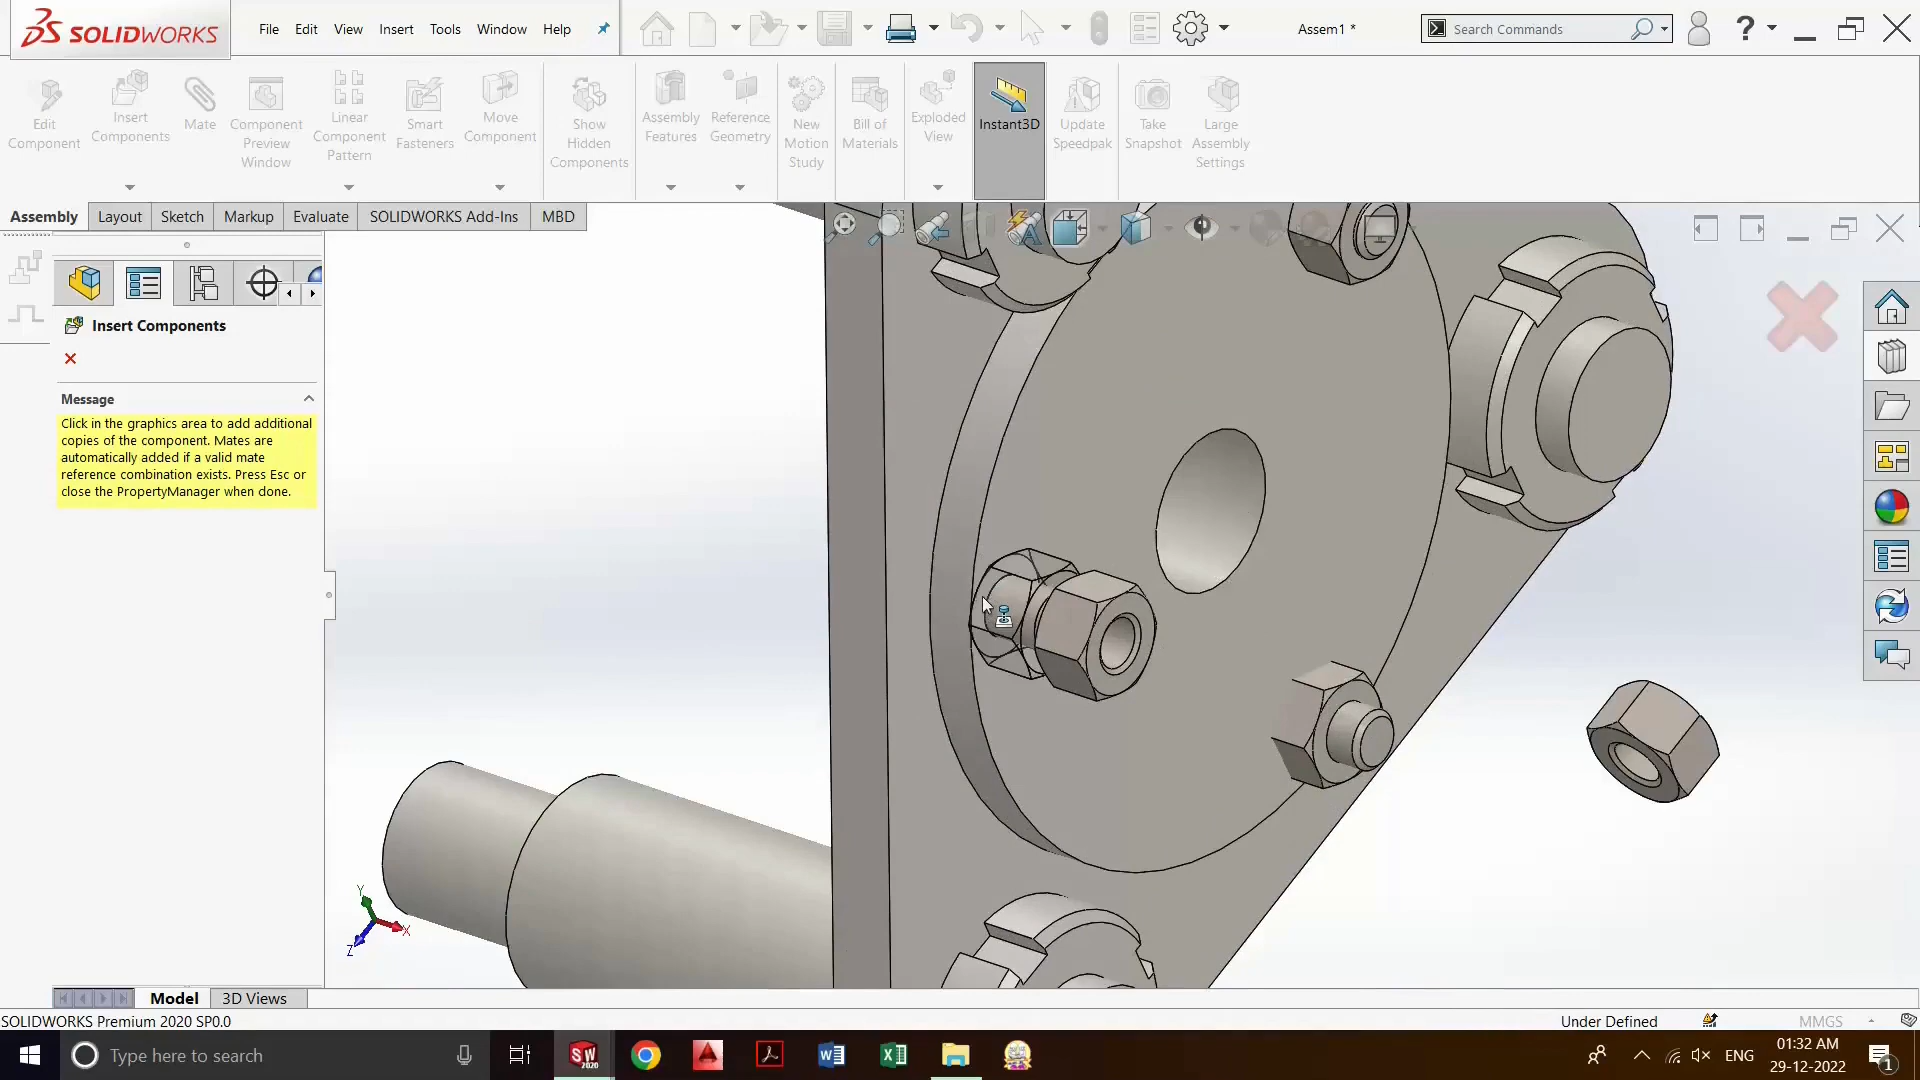 SOLIDWORKS
File Edit View Insert Tools Window Help
Assem1 *
Search Commands
Edit Component
Insert Components
Mate
Component Preview Window
Linear Component Pattern
Smart Fasteners
Move Component
Show Hidden Components
Assembly Features
Reference Geometry
New Motion Study
Bill of Materials
Exploded View
Instant3D
Update Speedpak
Take Snapshot
Large Assembly Settings
Assembly Layout Sketch Markup Evaluate SOLIDWORKS Add-Ins MBD
Insert Components
Message
Click in the graphics area to add additional
copies of the component. Mates are
automatically added if a valid mate
reference combination exists. Press Esc or
close the PropertyManager when done.
Y
X
Z
Model 3D Views
SOLIDWORKS Premium 2020 SP0.0
Under Defined
MMGS
Type here to search
ENG
01:32 AM
29-12-2022
1